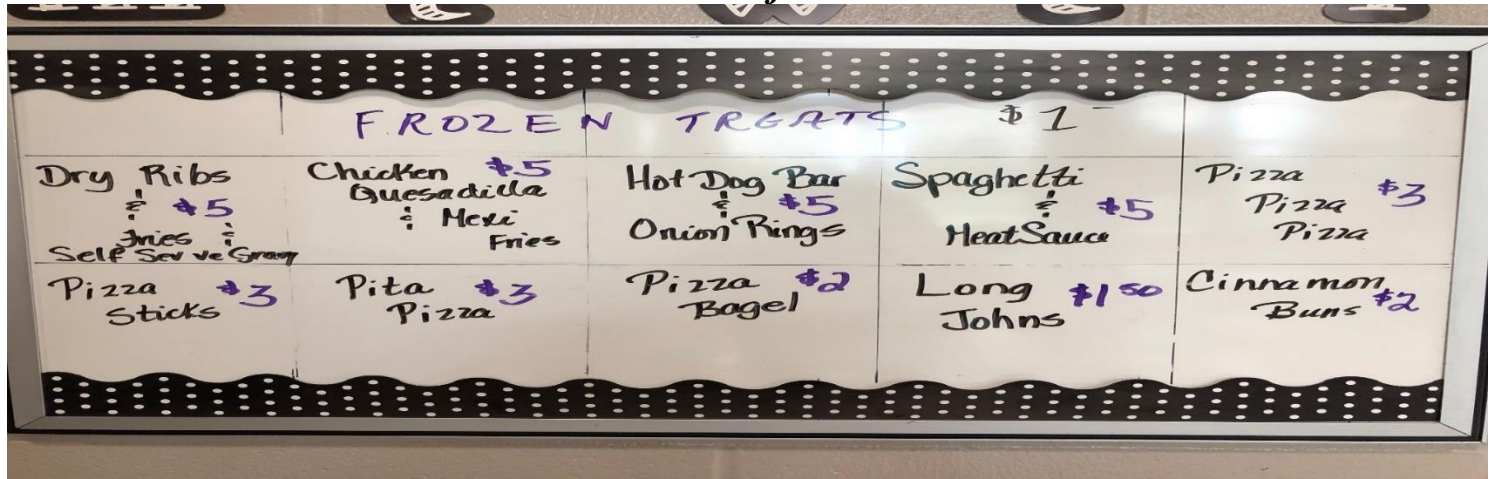 FROZEN TREATS $1
Dry Ribs
& $5
Fries &
Self Serve Gravy
Chicken $5
Quesadilla
& Mexi
Fries
Hot Dog Bar
& $5
Onion Rings
Spaghetti
& $5
Meat Sauce
Pizza
Pizza $3
Pizza
Pizza $3
Sticks
Pita $3
Pizza
Pizza $2
Bagel
Long $1 50
Johns
Cinnamon
Buns $2